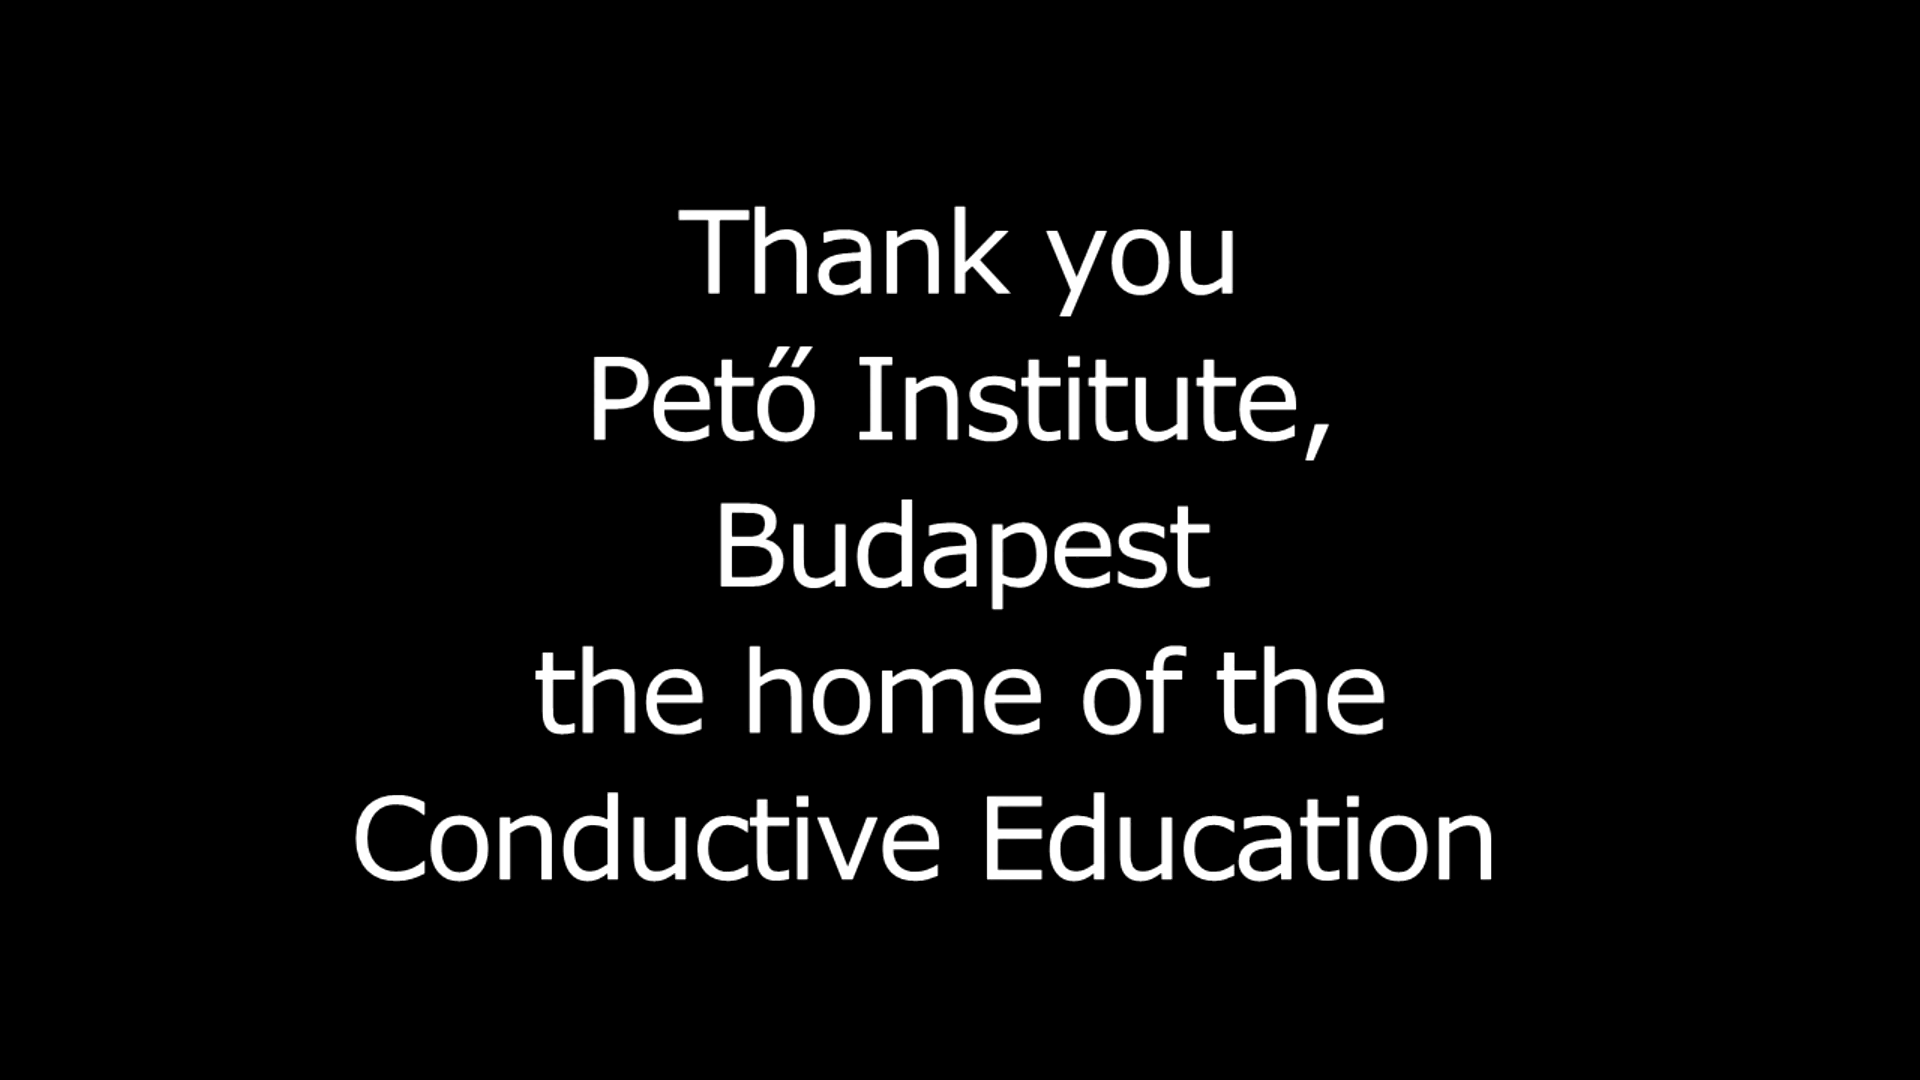 Thank you
Pető Institute,
Budapest
the home of the
Conductive Education